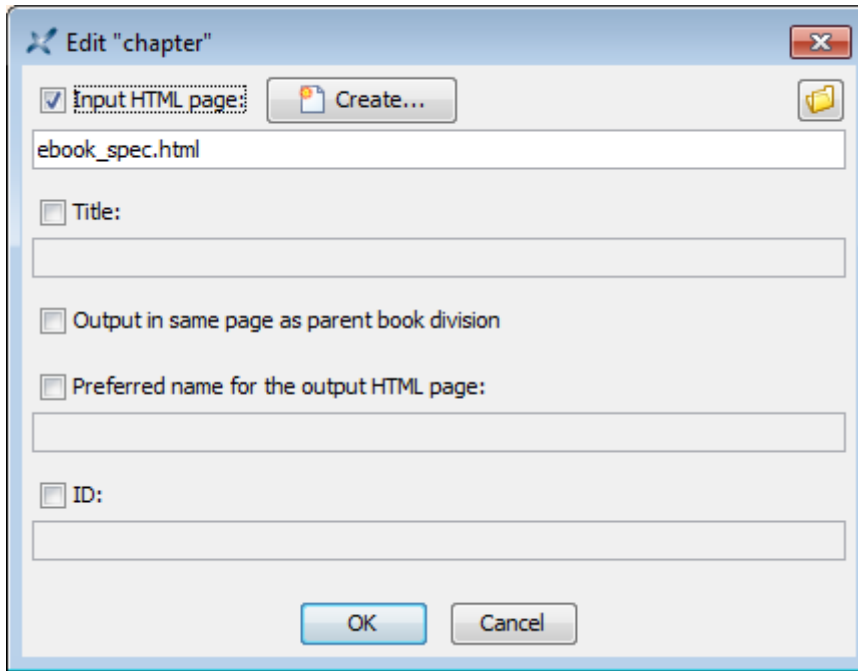 Edit "chapter"
Input HTML page: Create...
ebook_spec.html
Title:
Output in same page as parent book division
Preferred name for the output HTML page:
ID:
OK Cancel